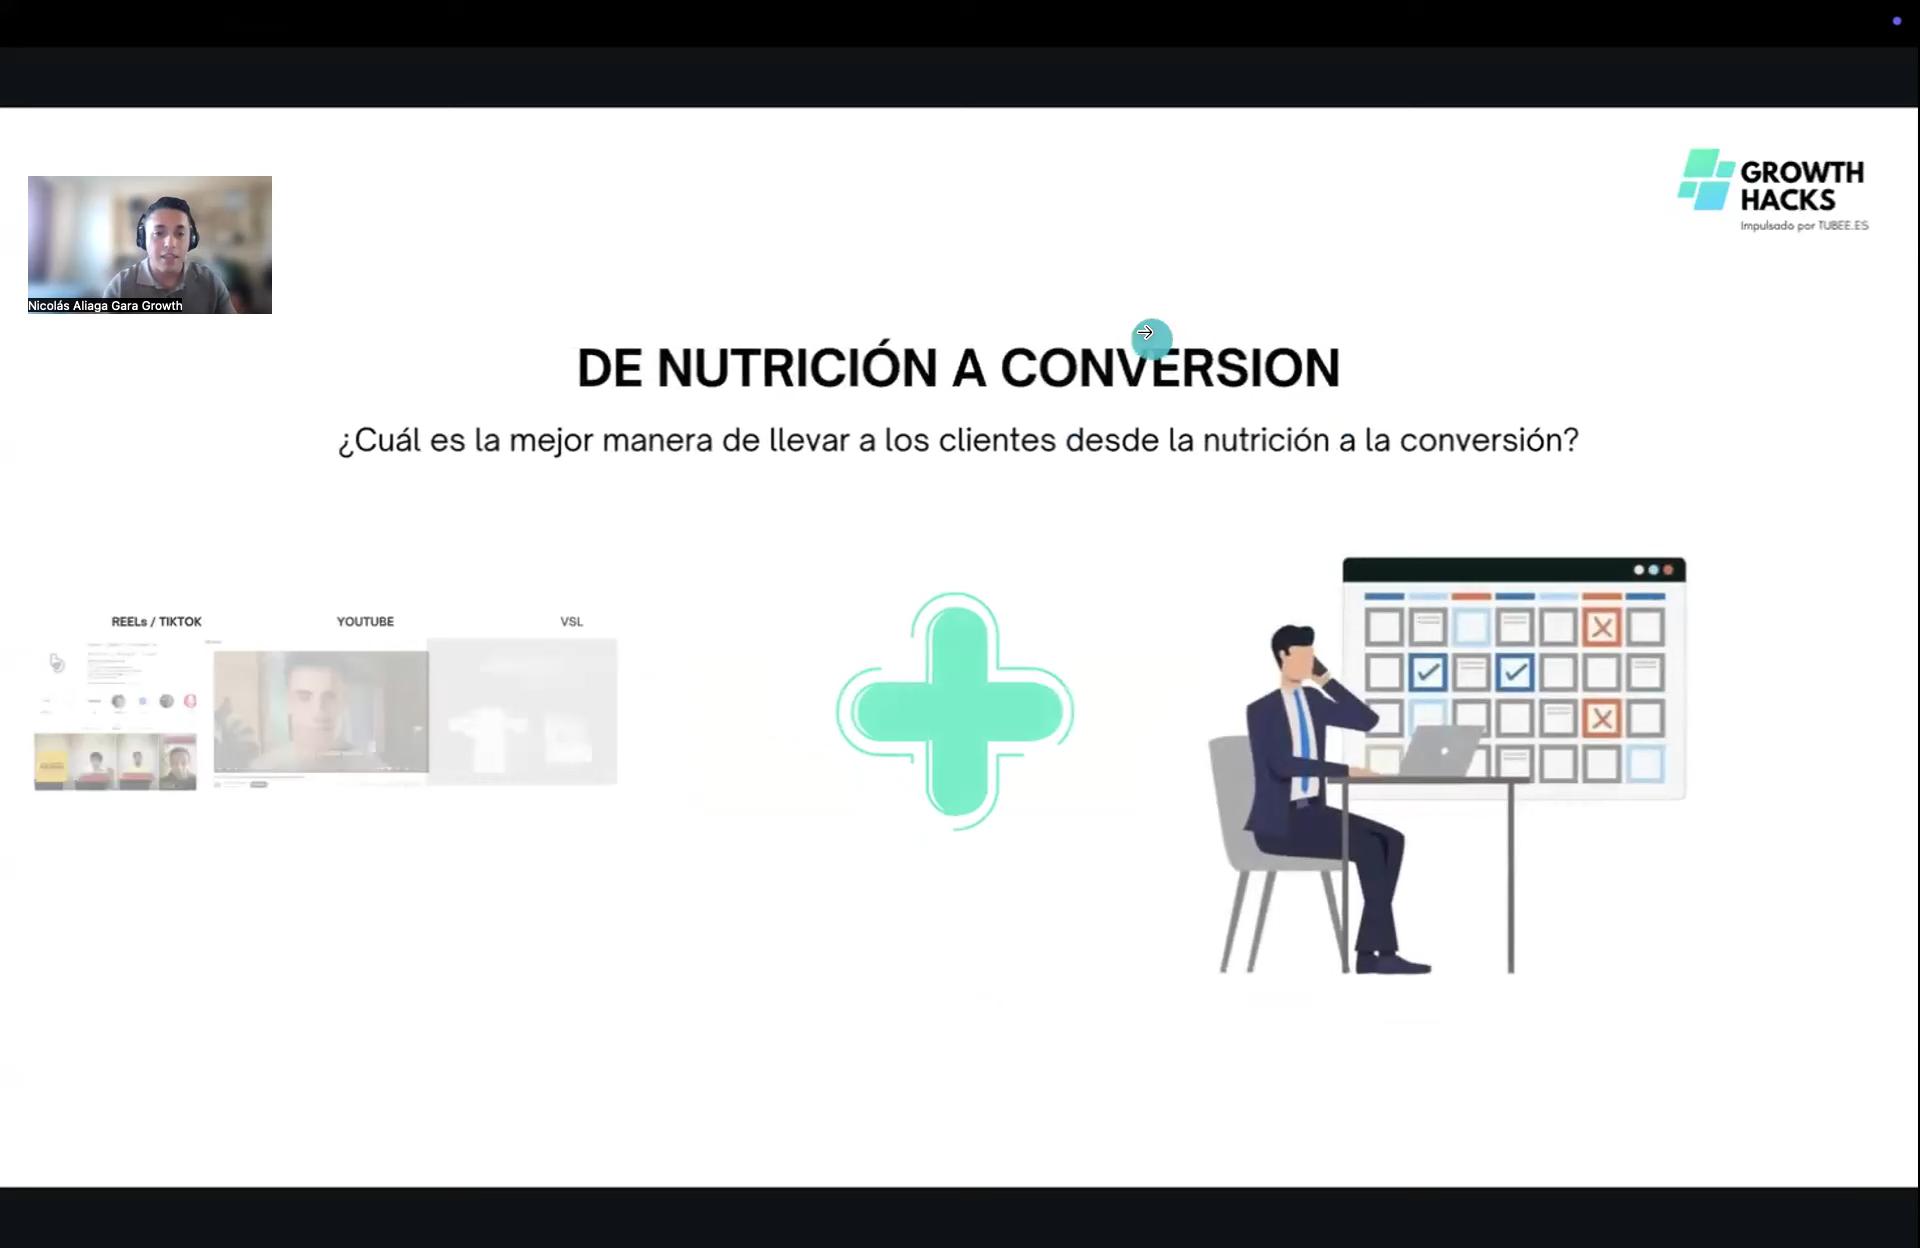 GROWTH
HACKS
Impulsado por TUBEE.ES
Nicolás Aliaga Gara Growth
DE NUTRICIÓN A CONVERSION
¿Cuál es la mejor manera de llevar a los clientes desde la nutrición a la conversión?
REELs / TIKTOK
YOUTUBE
VSL